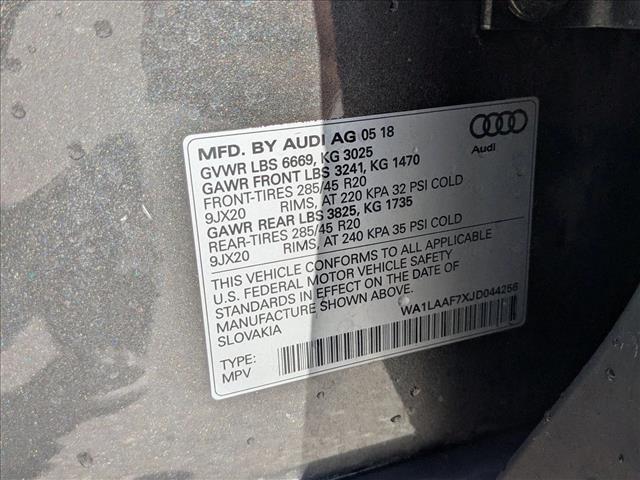 MFD. BY AUDI AG 05 18
GVWR LBS 6669, KG 3025
GAWR FRONT LBS 3241, KG 1470
FRONT-TIRES 285/45 R20
9JX20 RIMS, AT 220 KPA 32 PSI COLD
GAWR REAR LBS 3825, KG 1735
REAR-TIRES 285/45 R20
9JX20 RIMS, AT 240 KPA 35 PSI COLD
THIS VEHICLE CONFORMS TO ALL APPLICABLE
U.S. FEDERAL MOTOR VEHICLE SAFETY
STANDARDS IN EFFECT ON THE DATE OF
MANUFACTURE SHOWN ABOVE.
SLOVAKIA
WA1LAAF7XJD044256
TYPE:
MPV
Audi